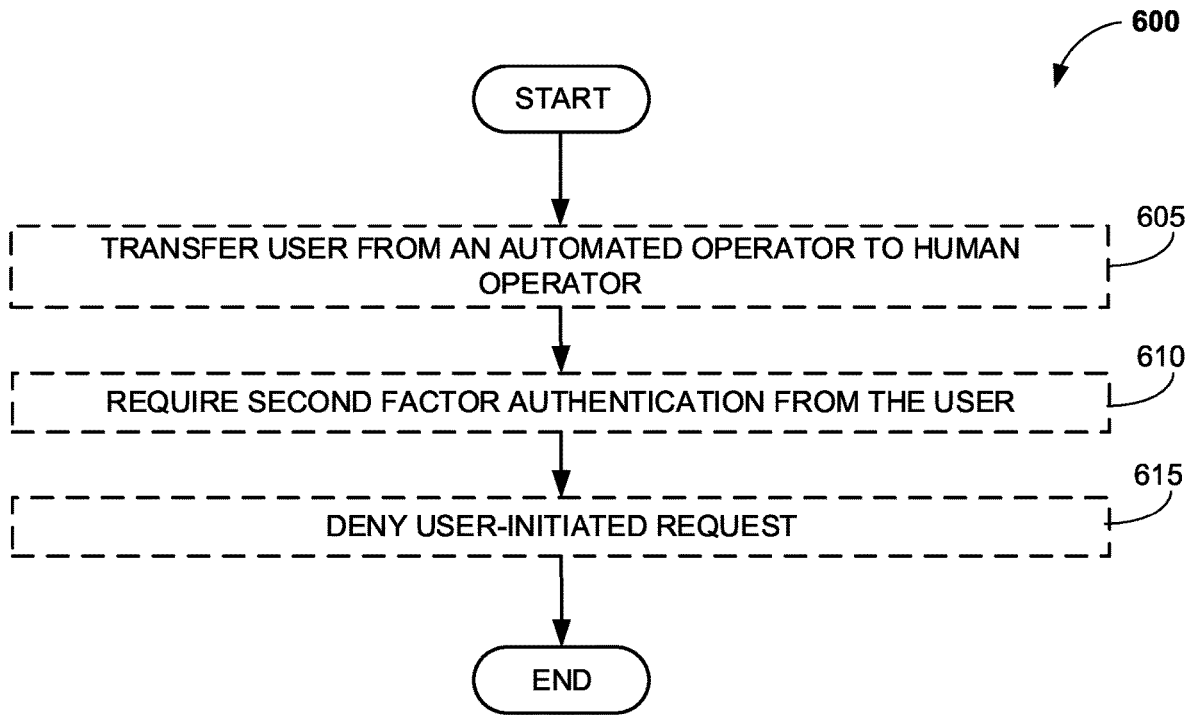 600
START
605
TRANSFER USER FROM AN AUTOMATED OPERATOR TO HUMAN
OPERATOR
610
REQUIRE SECOND FACTOR AUTHENTICATION FROM THE USER
615
DENY USER-INITIATED REQUEST
END